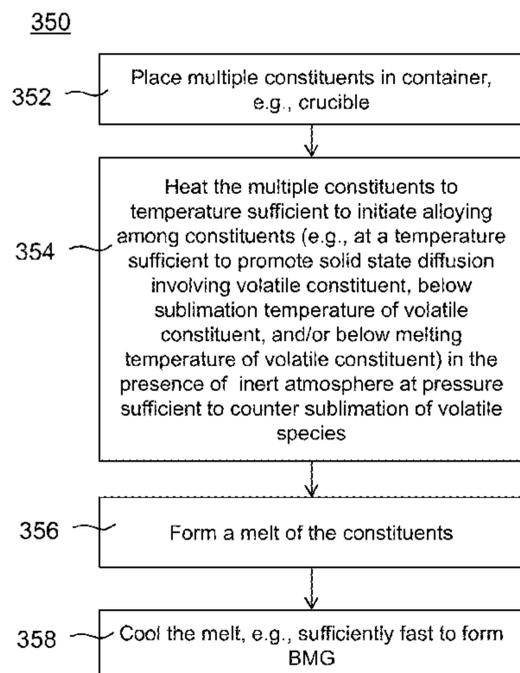 350
352
Place multiple constituents in container,
e.g., crucible
354
Heat the multiple constituents to
temperature sufficient to initiate alloying
among constituents (e.g., at a temperature
sufficient to promote solid state diffusion
involving volatile constituent, below
sublimation temperature of volatile
constituent, and/or below melting
temperature of volatile constituent) in the
presence of inert atmosphere at pressure
sufficient to counter sublimation of volatile
species
356
Form a melt of the constituents
358
Cool the melt, e.g., sufficiently fast to form
BMG